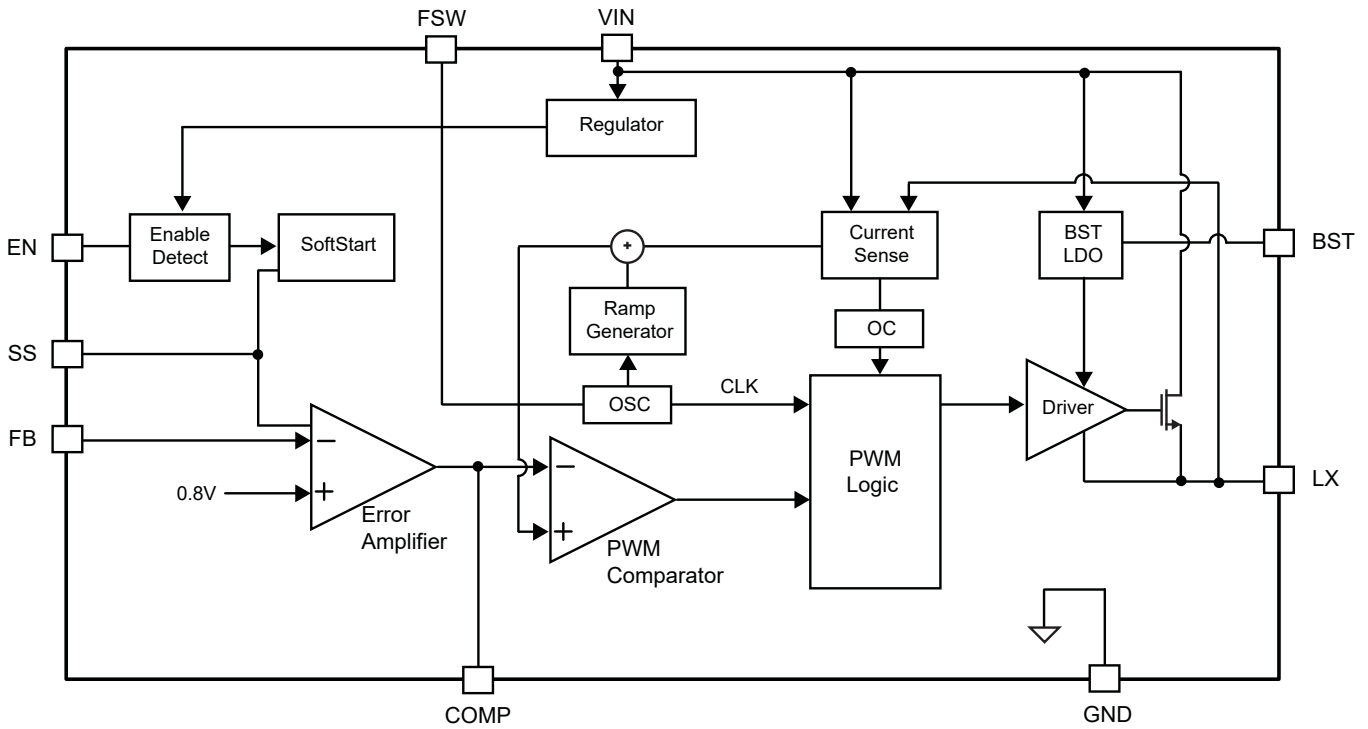 FSW
VIN
Regulator
EN
Enable
Detect
SoftStart
+
Current
Sense
BST
LDO
BST
Ramp
Generator
OC
SS
OSC
CLK
Driver
FB
−
0.8V
+
Error
Amplifier
−
+
PWM
Comparator
PWM
Logic
LX
COMP
GND